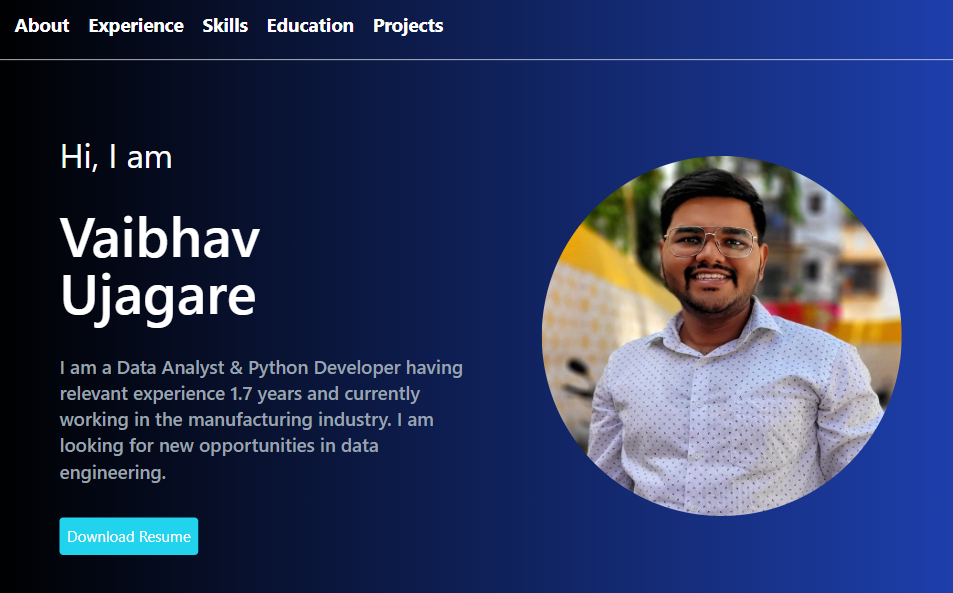 About Experience Skills Education Projects
Hi, I am
Vaibhav
Ujagare
I am a Data Analyst & Python Developer having
relevant experience 1.7 years and currently
working in the manufacturing industry. I am
looking for new opportunities in data
engineering.
Download Resume